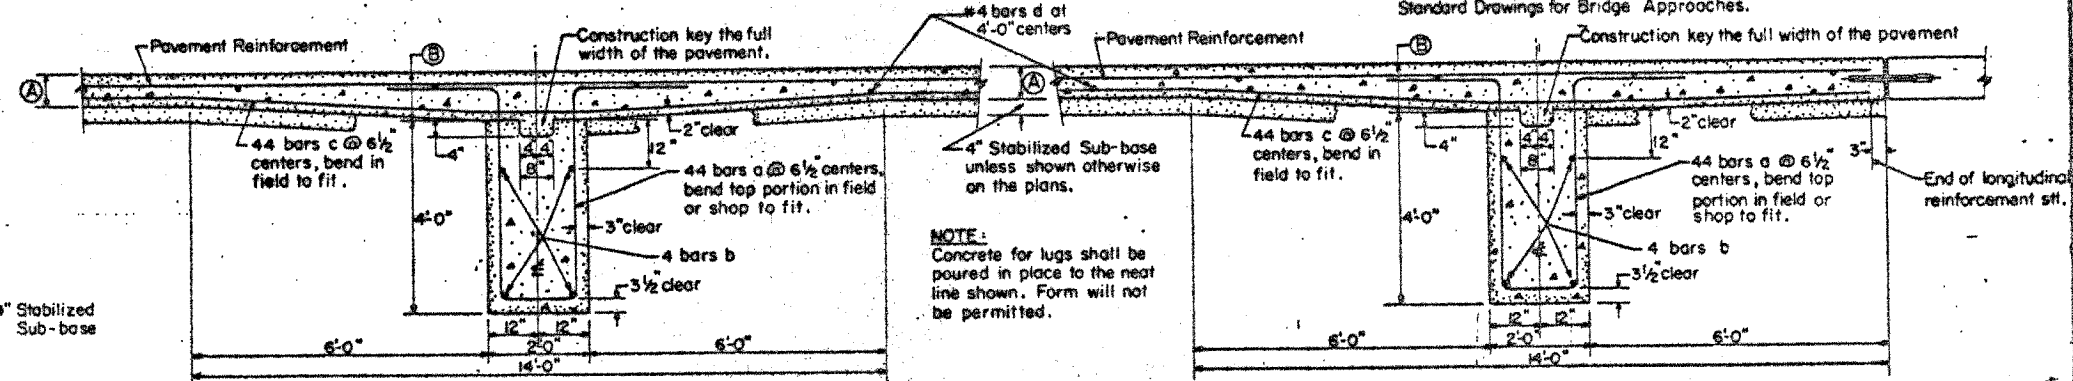 Standard Drawings for Bridge Approaches.
Pavement Reinforcement
B
Construction key the full
width of the pavement.
#4 bars d at
4'-0" centers
A
44 bars c @ 6½"
centers, bend in
field to fit.
4"
4" 4"
8"
2" clear
12"
44 bars a @ 6½" centers,
bend top portion in field
or shop to fit.
4'-0"
3" clear
4 bars b
3½" clear
12" 12"
6'-0" 2'-0" 6'-0"
14'-0"
" Stabilized
Sub-base
A
4" Stabilized Sub-base
unless shown otherwise
on the plans.
NOTE:
Concrete for lugs shall be
poured in place to the neat
line shown. Form will not
be permitted.
Pavement Reinforcement
B
Construction key the full width of the pavement
44 bars c @ 6½"
centers, bend in
field to fit.
4"
4" 4"
8"
2" clear
12"
3"
44 bars a @ 6½"
centers, bend top
portion in field or
shop to fit.
End of longitudinal
reinforcement stl.
4'-0"
3" clear
4 bars b
3½" clear
12" 12"
6'-0" 2'-0" 6'-0"
14'-0"